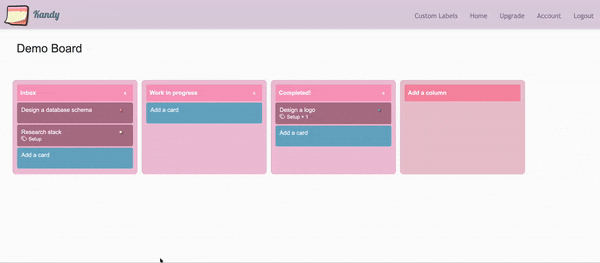 Kandy
Custom Labels Home Upgrade Account Logout
Demo Board
Inbox
Design a database schema
Research stack
Setup
Add a card
Work in progress
Add a card
Completed!
Design a logo
Setup + 1
Add a card
Add a column